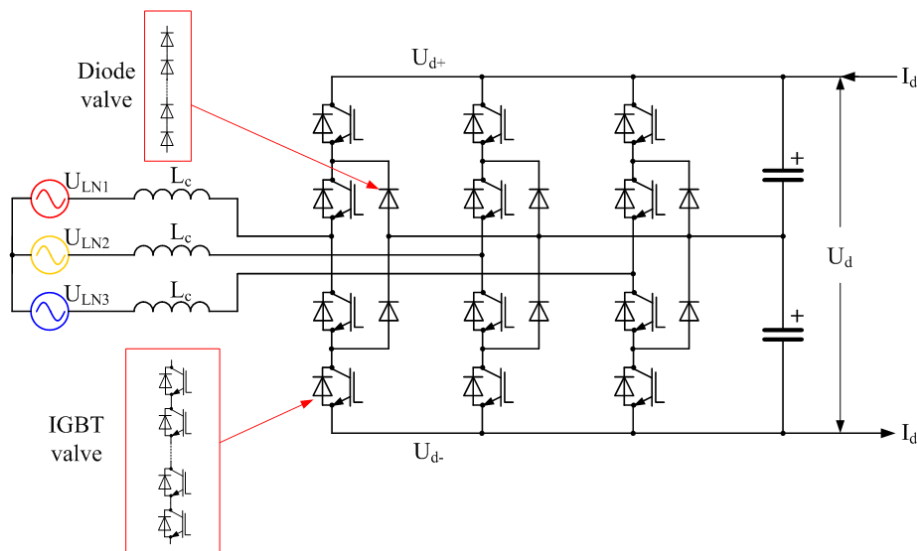 U_d+
I_d
Diode
valve
+
U_LN1
L_c
U_LN2
L_c
U_d
U_LN3
L_c
+
IGBT
valve
U_d-
I_d